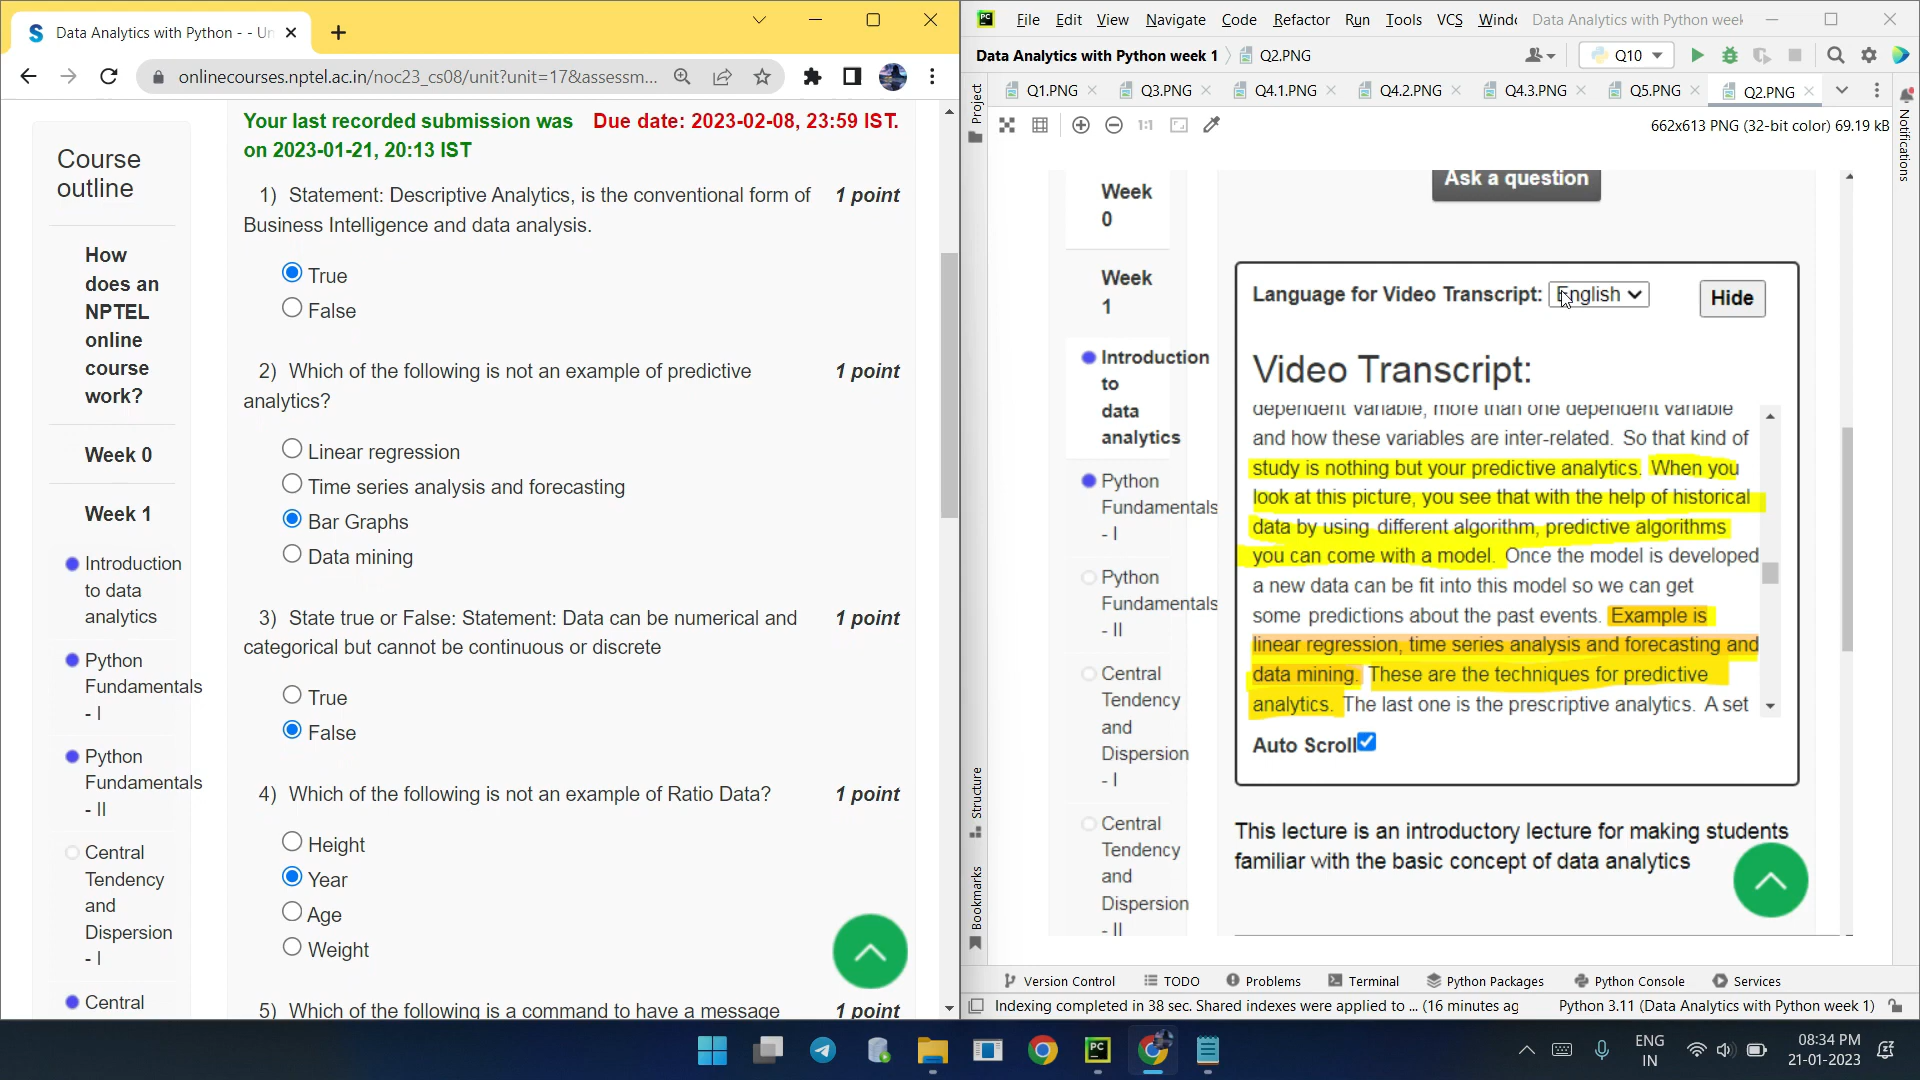 Data Analytics with Python - - Un
onlinecourses.nptel.ac.in/noc23_cs08/unit?unit=17&assessm...
Course
outline
How
does an
NPTEL
online
course
work?
Week 0
Week 1
Introduction
to data
analytics
Python
Fundamentals
- I
Python
Fundamentals
- II
Central
Tendency
and
Dispersion
- I
Central
Your last recorded submission was
on 2023-01-21, 20:13 IST
Due date: 2023-02-08, 23:59 IST.
1) Statement: Descriptive Analytics, is the conventional form of
Business Intelligence and data analysis.
1 point
True
False
2) Which of the following is not an example of predictive
analytics?
1 point
Linear regression
Time series analysis and forecasting
Bar Graphs
Data mining
3) State true or False: Statement: Data can be numerical and
categorical but cannot be continuous or discrete
1 point
True
False
4) Which of the following is not an example of Ratio Data?
1 point
Height
Year
Age
Weight
5) Which of the following is a command to have a message
1 point
PC File Edit View Navigate Code Refactor Run Tools VCS Windo Data Analytics with Python week
Data Analytics with Python week 1 Q2.PNG
Q10
Q1.PNG Q3.PNG Q4.1.PNG Q4.2.PNG Q4.3.PNG Q5.PNG Q2.PNG
1:1
662x613 PNG (32-bit color) 69.19 kB
Project
Structure
Bookmarks
Notifications
Week
0
Week
1
Introduction
to
data
analytics
Python
Fundamentals
- I
Python
Fundamentals
- II
Central
Tendency
and
Dispersion
- I
Central
Tendency
and
Dispersion
- II
Ask a question
Language for Video Transcript: English
Hide
Video Transcript:
dependent variable, more than one dependent variable
and how these variables are inter-related. So that kind of
study is nothing but your predictive analytics. When you
look at this picture, you see that with the help of historical
data by using different algorithm, predictive algorithms
you can come with a model. Once the model is developed
a new data can be fit into this model so we can get
some predictions about the past events. Example is
linear regression, time series analysis and forecasting and
data mining. These are the techniques for predictive
analytics. The last one is the prescriptive analytics. A set
Auto Scroll
This lecture is an introductory lecture for making students
familiar with the basic concept of data analytics
Version Control TODO Problems Terminal Python Packages Python Console Services
Indexing completed in 38 sec. Shared indexes were applied to ... (16 minutes ag
Python 3.11 (Data Analytics with Python week 1)
PC
ENG
IN
08:34 PM
21-01-2023